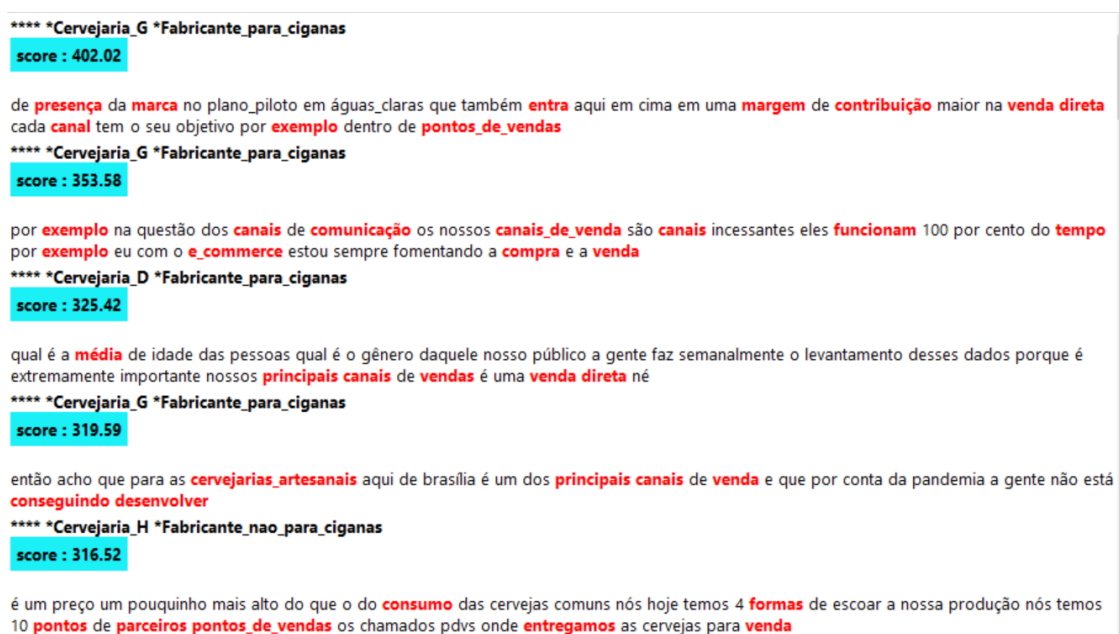 **** *Cervejaria_G *Fabricante_para_ciganas
score : 402.02
de presença da marca no plano_piloto em águas_claras que também entra aqui em cima em uma margem de contribuição maior na venda direta
cada canal tem o seu objetivo por exemplo dentro de pontos_de_vendas
**** *Cervejaria_G *Fabricante_para_ciganas
score : 353.58
por exemplo na questão dos canais de comunicação os nossos canais_de_venda são canais incessantes eles funcionam 100 por cento do tempo
por exemplo eu com o e_commerce estou sempre fomentando a compra e a venda
**** *Cervejaria_D *Fabricante_para_ciganas
score : 325.42
qual é a média de idade das pessoas qual é o gênero daquele nosso público a gente faz semanalmente o levantamento desses dados porque é
extremamente importante nossos principais canais de vendas é uma venda direta né
**** *Cervejaria_G *Fabricante_para_ciganas
score : 319.59
então acho que para as cervejarias_artesanais aqui de brasília é um dos principais canais de venda e que por conta da pandemia a gente não está
conseguindo desenvolver
**** *Cervejaria_H *Fabricante_nao_para_ciganas
score : 316.52
é um preço um pouquinho mais alto do que o do consumo das cervejas comuns nós hoje temos 4 formas de escoar a nossa produção nós temos
10 pontos de parceiros pontos_de_vendas os chamados pdvs onde entregamos as cervejas para venda